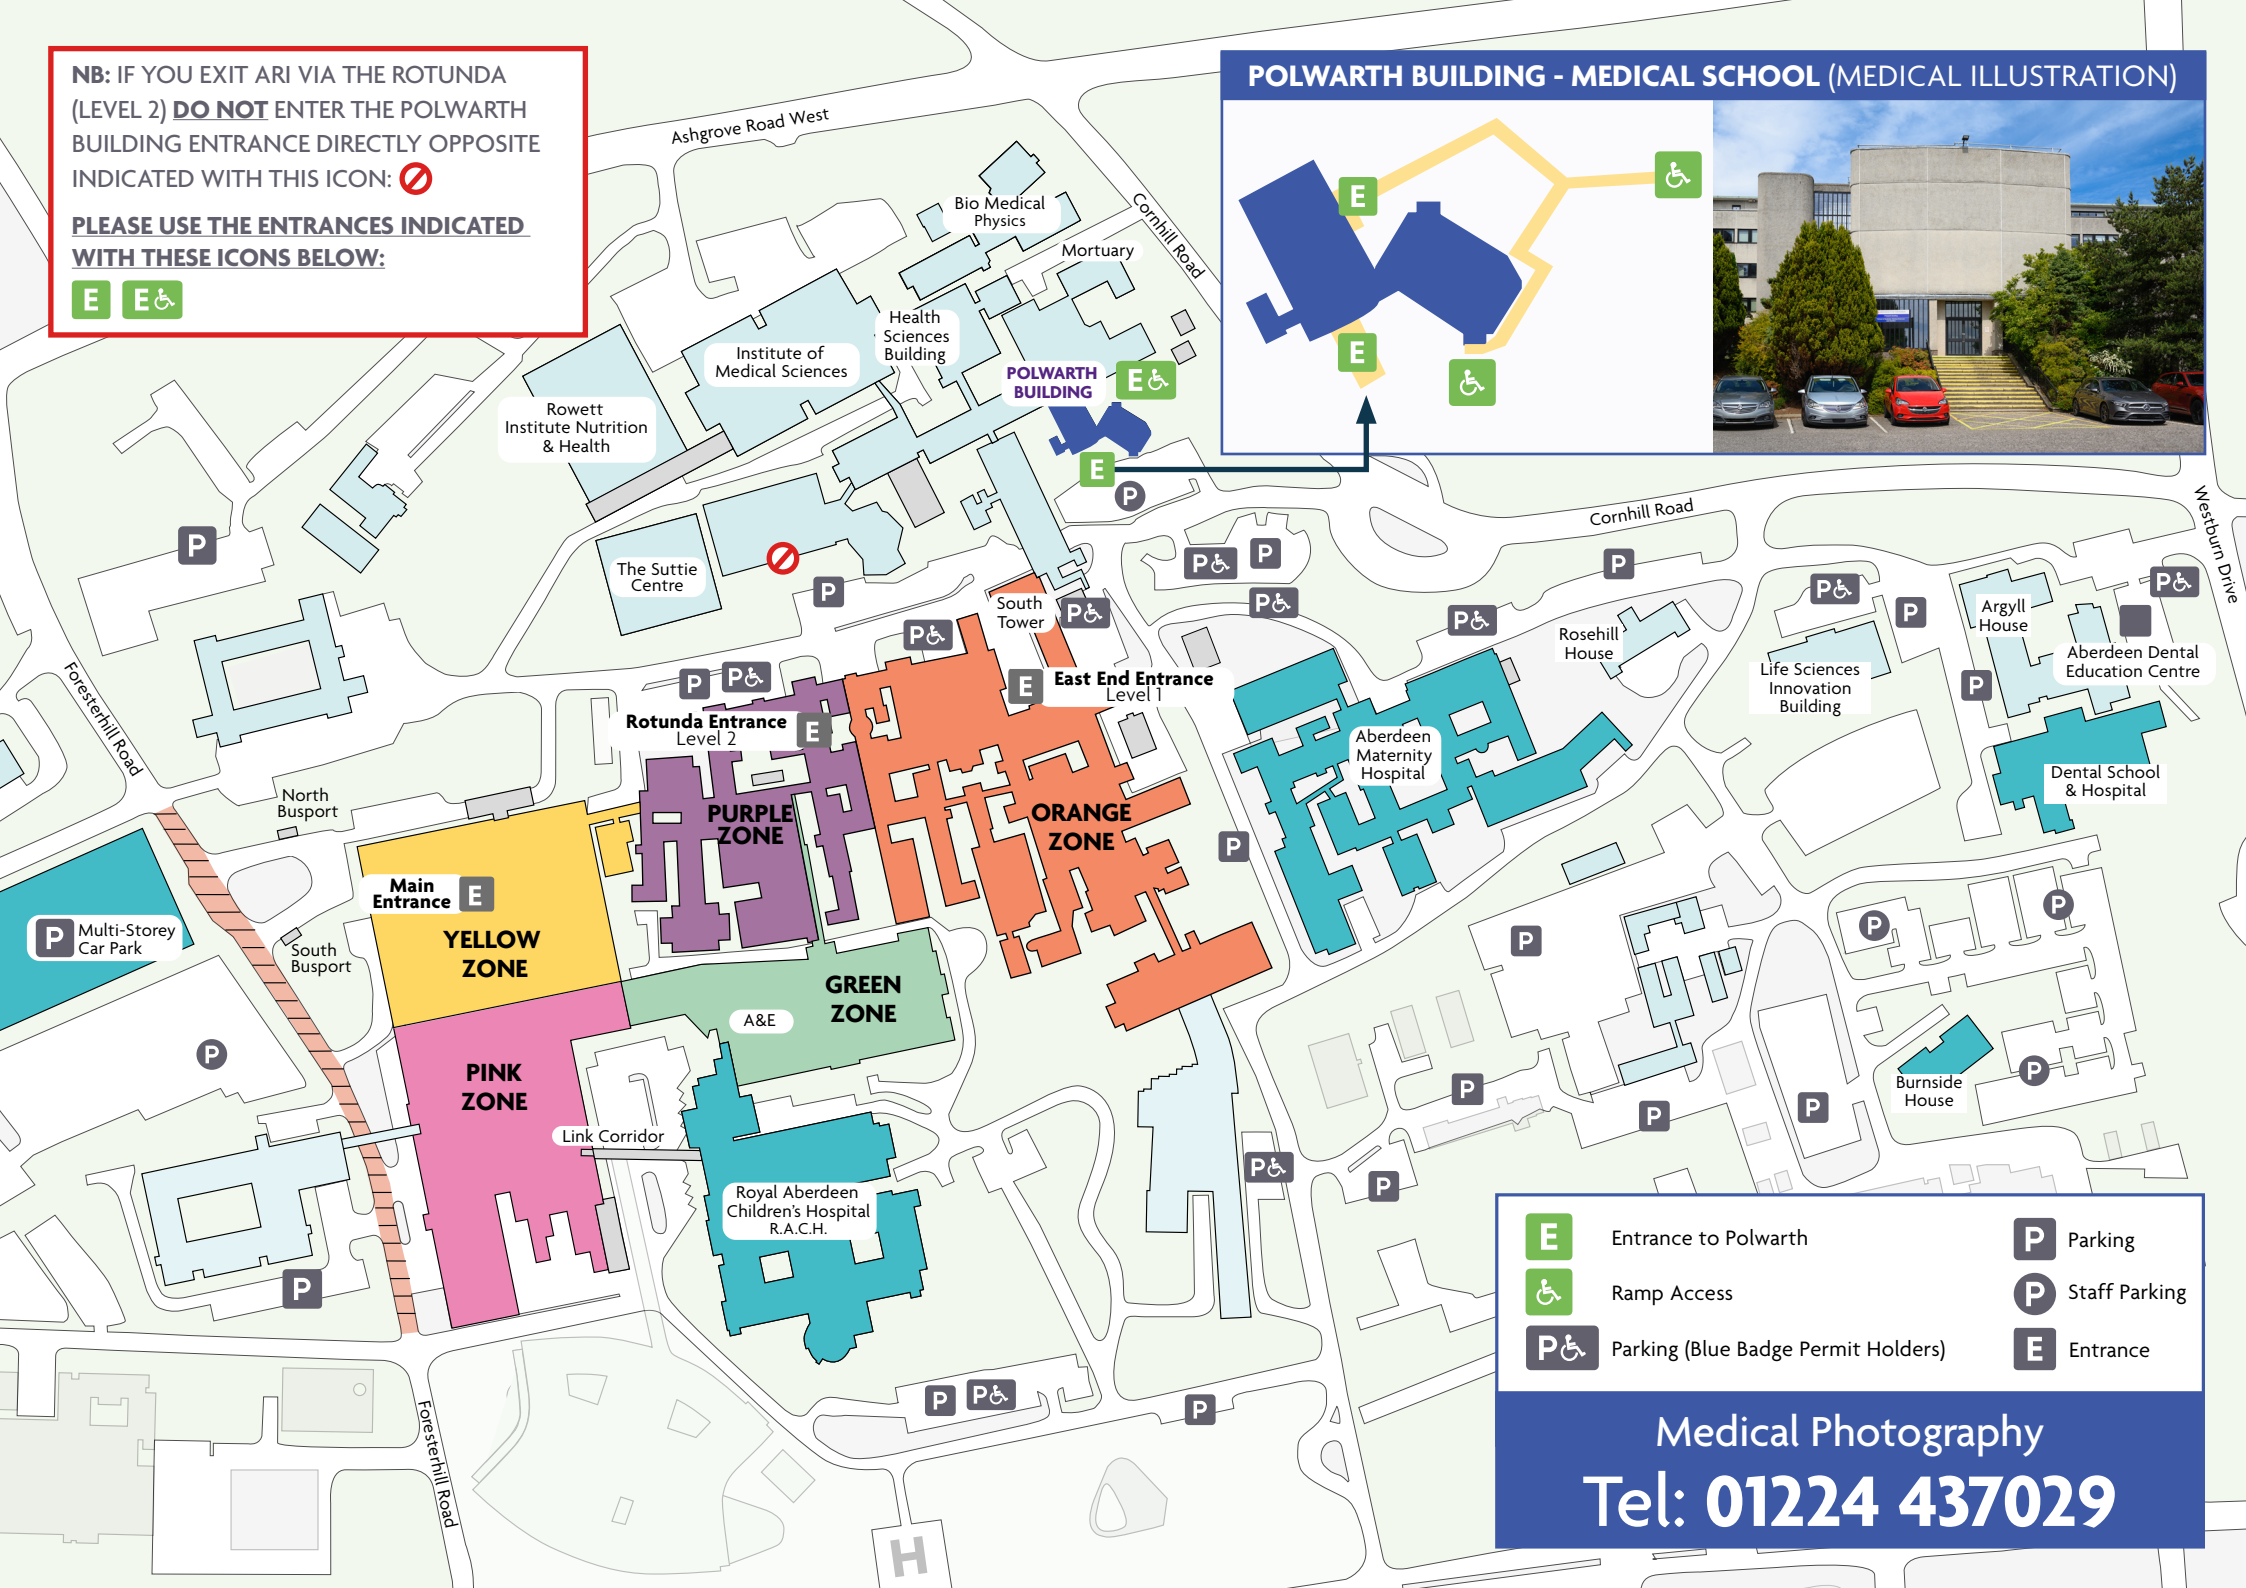 NB: IF YOU EXIT ARI VIA THE ROTUNDA
(LEVEL 2) DO NOT ENTER THE POLWARTH
BUILDING ENTRANCE DIRECTLY OPPOSITE
INDICATED WITH THIS ICON:
PLEASE USE THE ENTRANCES INDICATED
WITH THESE ICONS BELOW:
E E
POLWARTH BUILDING - MEDICAL SCHOOL (MEDICAL ILLUSTRATION)
E
E
Ashgrove Road West
Cornhill Road
Bio Medical
Physics
Mortuary
Health
Sciences
Building
Institute of
Medical Sciences
POLWARTH
BUILDING
E
E
P
Rowett
Institute Nutrition
& Health
P
The Suttie
Centre
P
Cornhill Road
Westburn Drive
P
P
P
P
P
P
P
P
P
P
South
Tower
P
P
P
P
Rosehill
House
Argyll
House
Life Sciences
Innovation
Building
Aberdeen Dental
Education Centre
Foresterhill Road
Rotunda Entrance
Level 2
E
E
East End Entrance
Level 1
Aberdeen
Maternity
Hospital
Dental School
& Hospital
North
Busport
PURPLE
ZONE
ORANGE
ZONE
P
Main
Entrance
E
P
Multi-Storey
Car Park
YELLOW
ZONE
South
Busport
P
P
P
GREEN
ZONE
A&E
P
PINK
ZONE
P
P
P
P
Burnside
House
Link Corridor
P
P
Royal Aberdeen
Children's Hospital
R.A.C.H.
P
P
P
P
Foresterhill Road
H
E Entrance to Polwarth
P Parking
Ramp Access
P Staff Parking
P Parking (Blue Badge Permit Holders)
E Entrance
Medical Photography
Tel: 01224 437029